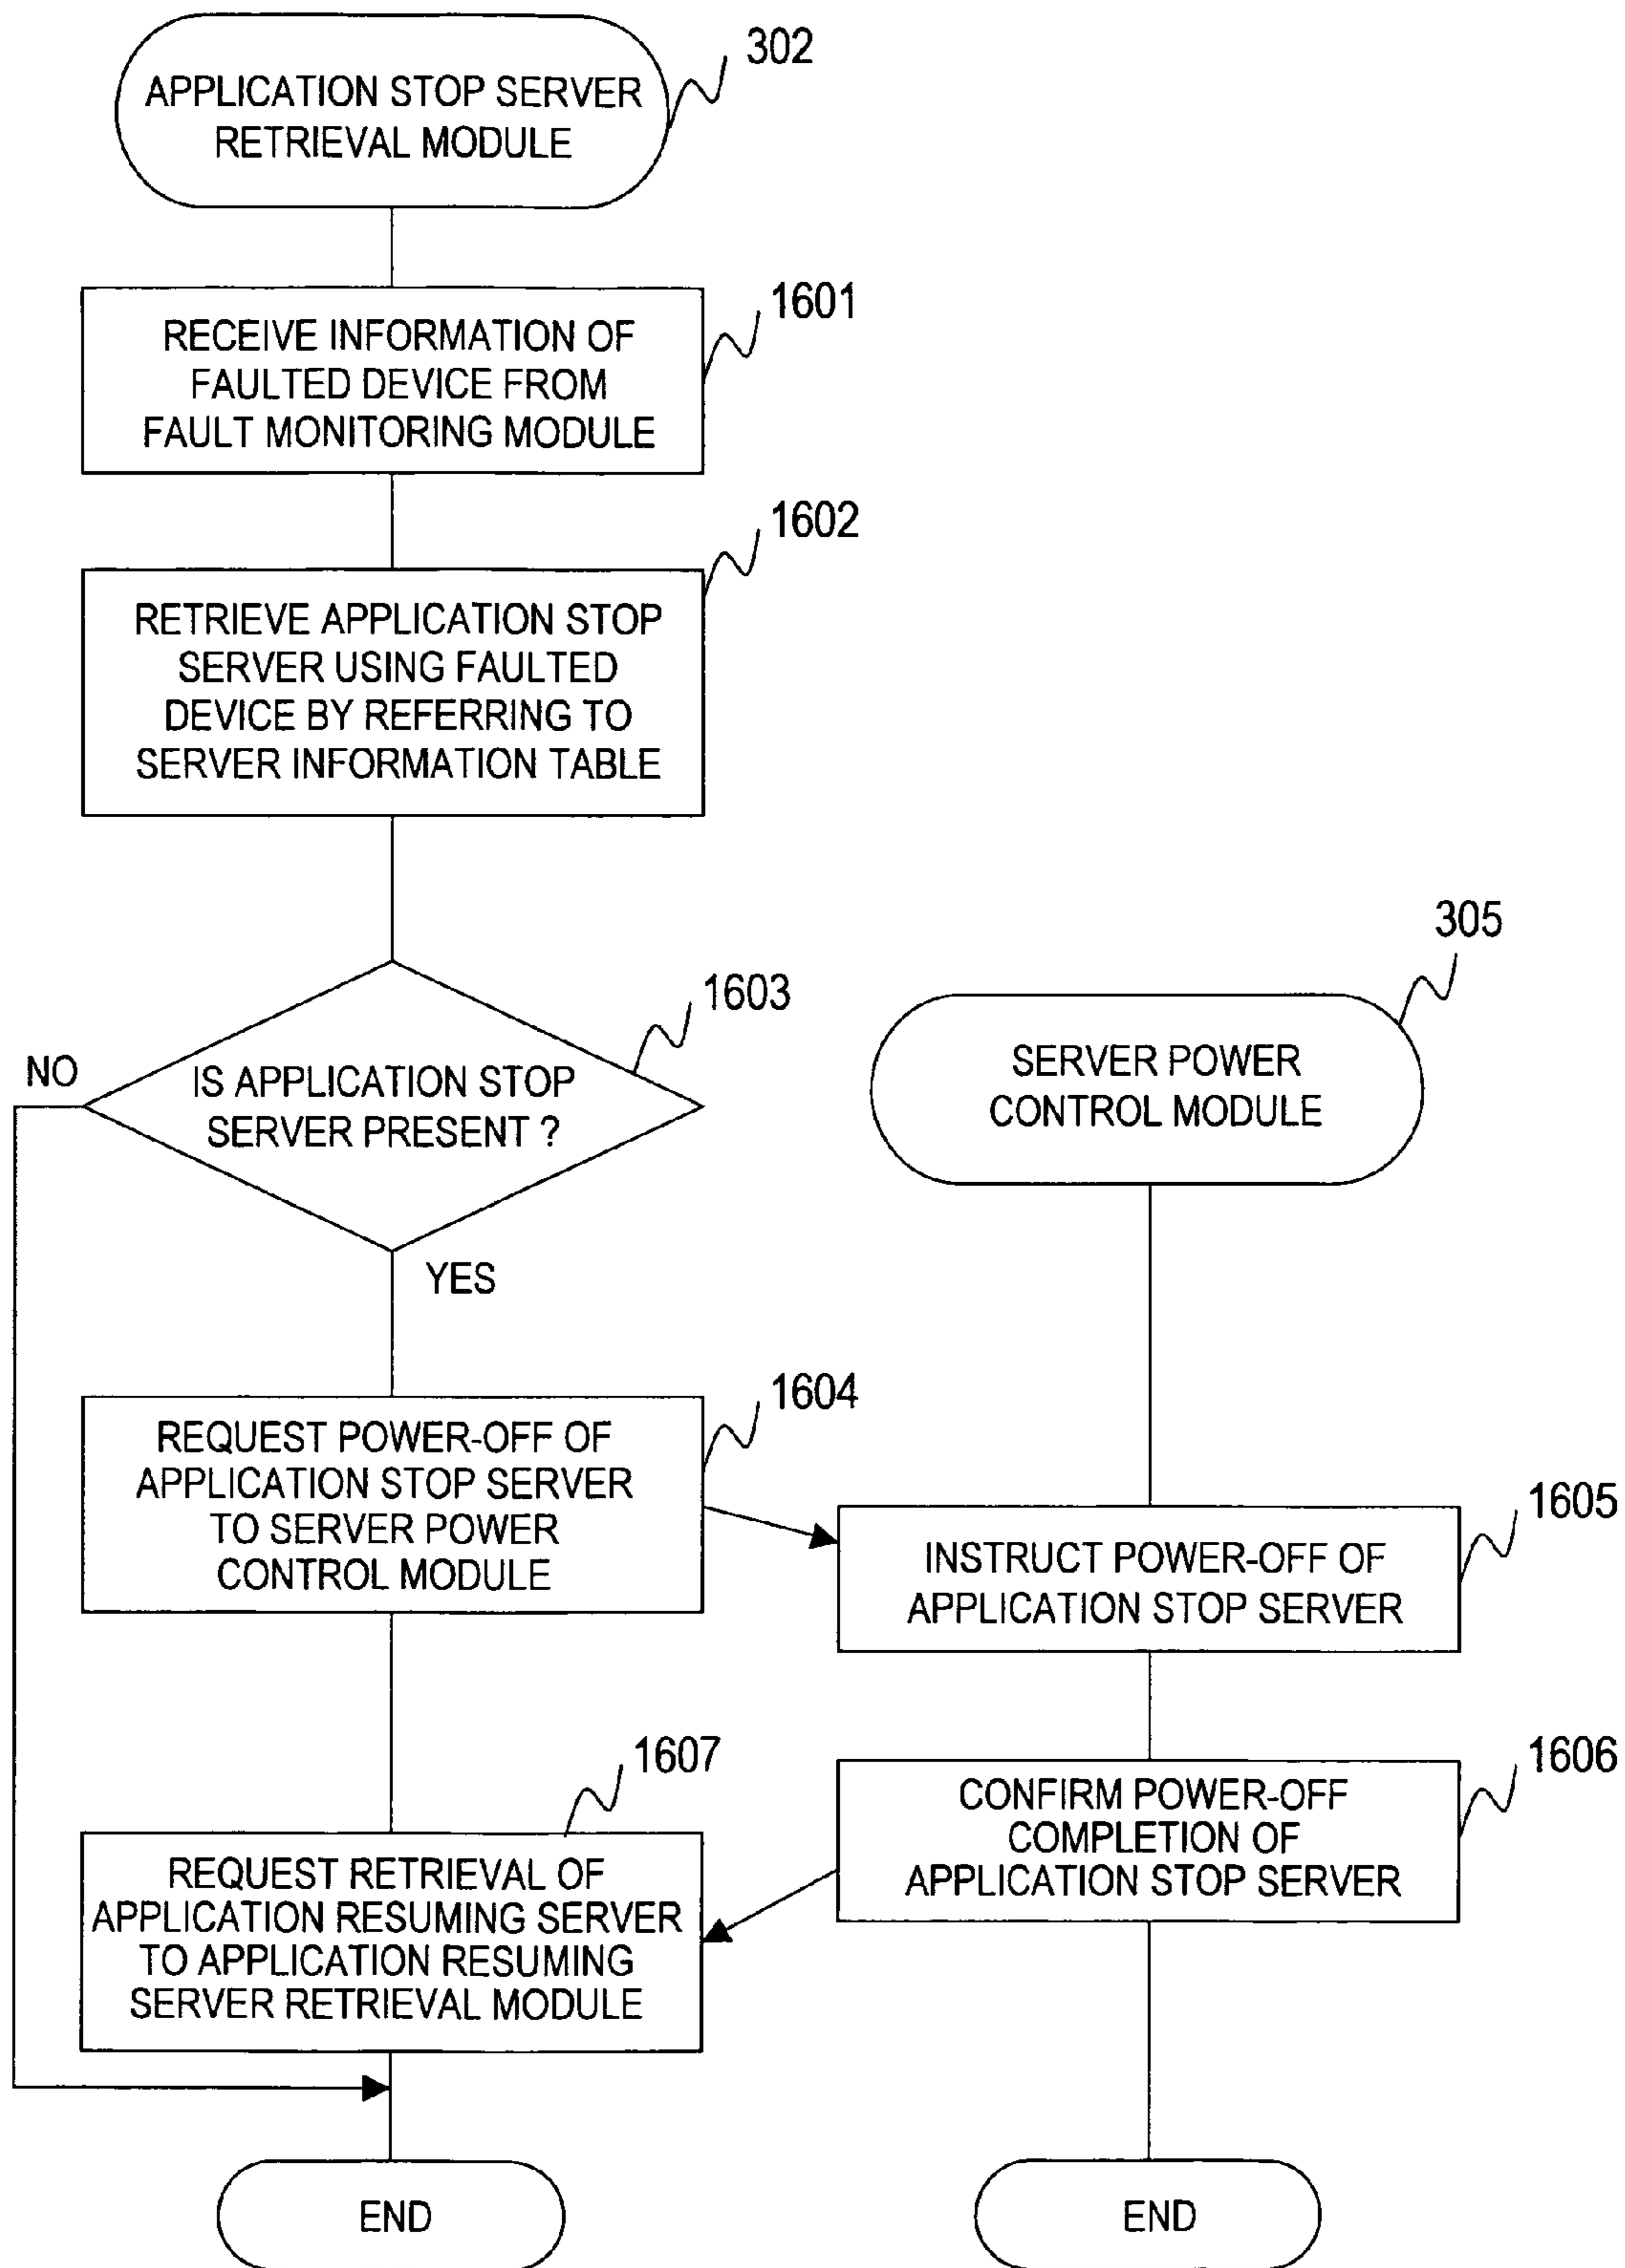 302
APPLICATION STOP SERVER
RETRIEVAL MODULE
1601
RECEIVE INFORMATION OF
FAULTED DEVICE FROM
FAULT MONITORING MODULE
1602
RETRIEVE APPLICATION STOP
SERVER USING FAULTED
DEVICE BY REFERRING TO
SERVER INFORMATION TABLE
1603
NO
IS APPLICATION STOP
SERVER PRESENT ?
YES
305
SERVER POWER
CONTROL MODULE
1604
REQUEST POWER-OFF OF
APPLICATION STOP SERVER
TO SERVER POWER
CONTROL MODULE
1605
INSTRUCT POWER-OFF OF
APPLICATION STOP SERVER
1606
CONFIRM POWER-OFF
COMPLETION OF
APPLICATION STOP SERVER
1607
REQUEST RETRIEVAL OF
APPLICATION RESUMING SERVER
TO APPLICATION RESUMING
SERVER RETRIEVAL MODULE
END
END